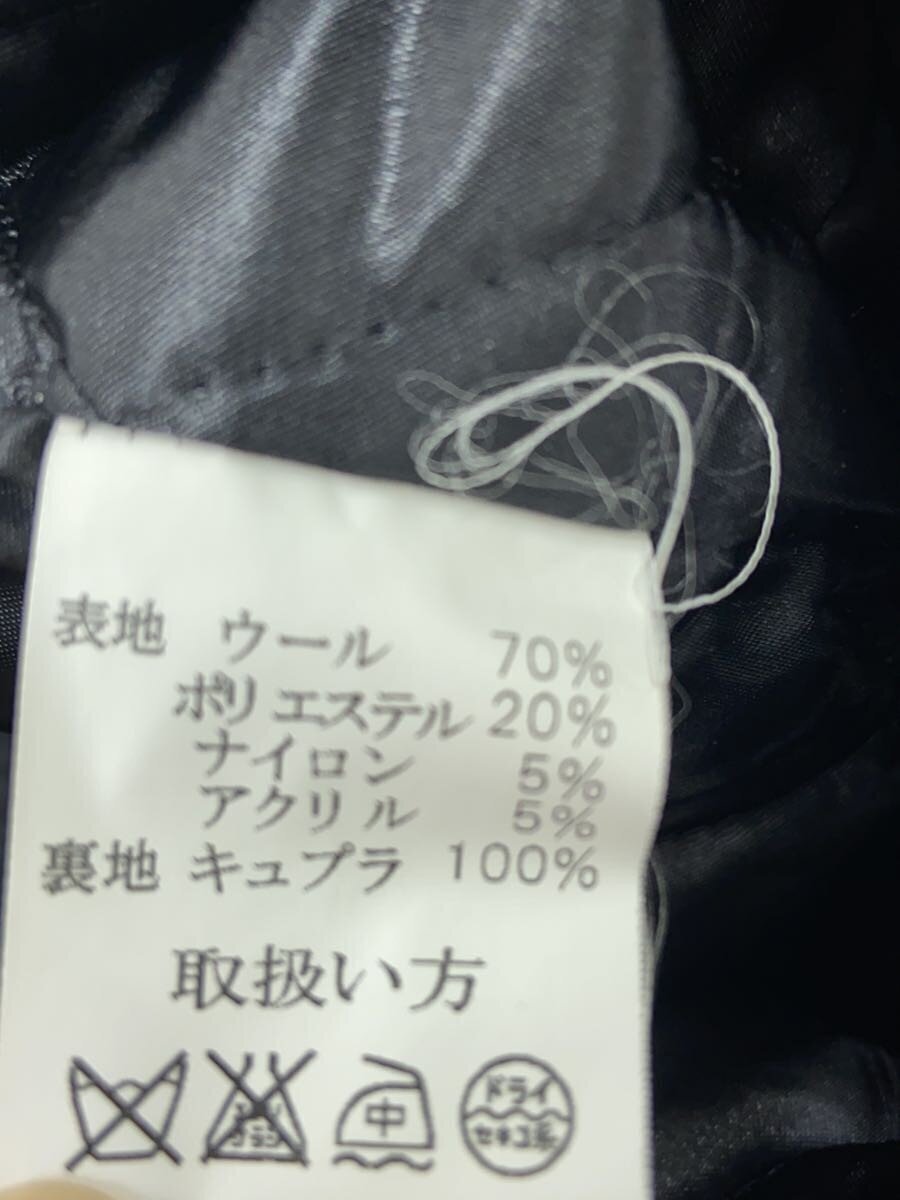 表地 ウール 70%
ポリエステル 20%
ナイロン 5%
アクリル 5%
裏地 キュプラ 100%
取扱い方
中
ドライ
セキユ系